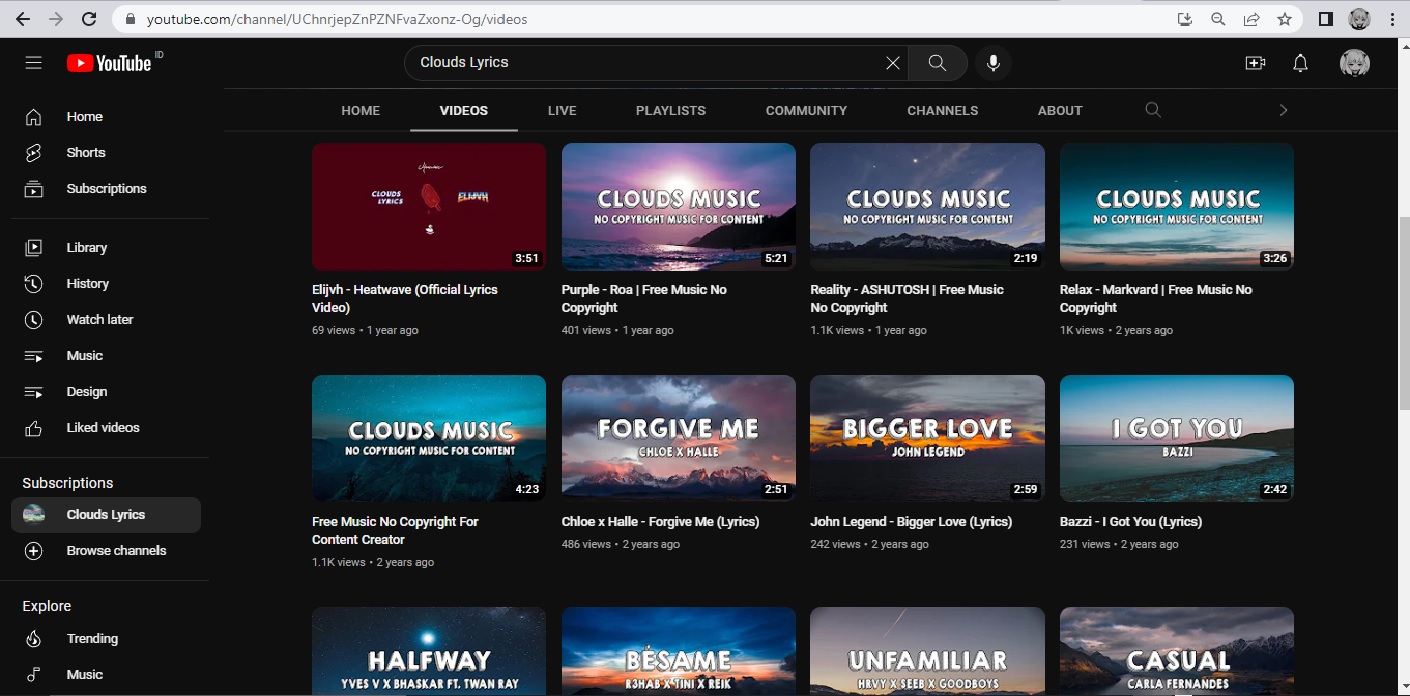 youtube.com/channel/UChnrjepZnPZNFvaZxonz-Og/videos
YouTube ID
Clouds Lyrics
HOME VIDEOS LIVE PLAYLISTS COMMUNITY CHANNELS ABOUT
Home
Shorts
Subscriptions
Library
History
Watch later
Music
Design
Liked videos
Subscriptions
Clouds Lyrics
Browse channels
Explore
Trending
Music
CLOUDS
LYRICS
ELIJVH
3:51
Elijvh - Heatwave (Official Lyrics
Video)
69 views • 1 year ago
CLOUDS MUSIC
NO COPYRIGHT MUSIC FOR CONTENT
5:21
Purple - Roa | Free Music No
Copyright
401 views • 1 year ago
CLOUDS MUSIC
NO COPYRIGHT MUSIC FOR CONTENT
2:19
Reality - ASHUTOSH || Free Music
No Copyright
1.1K views • 1 year ago
CLOUDS MUSIC
NO COPYRIGHT MUSIC FOR CONTENT
3:26
Relax - Markvard | Free Music No
Copyright
1K views • 2 years ago
CLOUDS MUSIC
NO COPYRIGHT MUSIC FOR CONTENT
4:23
Free Music No Copyright For
Content Creator
1.1K views • 2 years ago
FORGIVE ME
CHLOE X HALLE
2:51
Chloe x Halle - Forgive Me (Lyrics)
486 views • 2 years ago
BIGGER LOVE
JOHN LEGEND
2:59
John Legend - Bigger Love (Lyrics)
242 views • 2 years ago
I GOT YOU
BAZZI
2:42
Bazzi - I Got You (Lyrics)
231 views • 2 years ago
HALFWAY
YVES V X BHASKAR FT. TWAN RAY
BÉSAME
R3HAB X TINI X REIK
UNFAMILIAR
HRVY X SEEB X GOODBOYS
CASUAL
CARLA FERNANDES